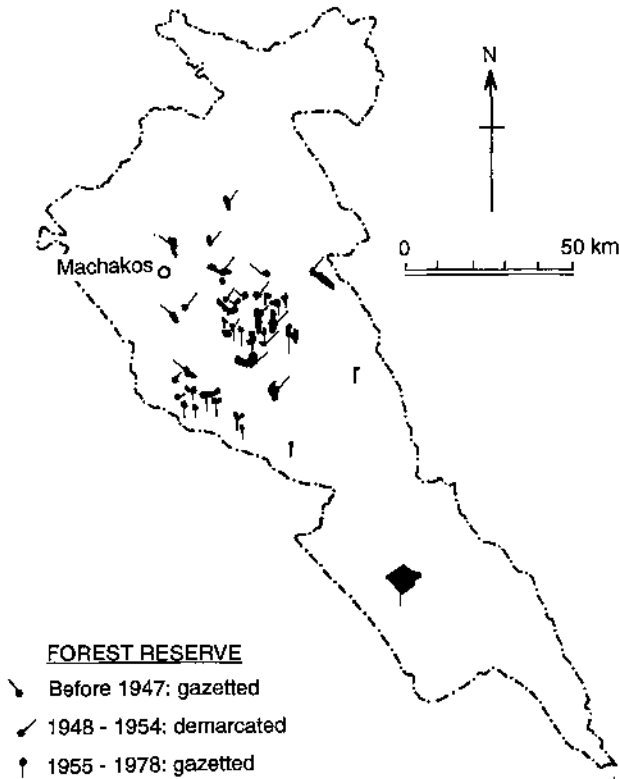 N
0 50 km
Machakos
FOREST RESERVE
Before 1947: gazetted
1948 - 1954: demarcated
1955 - 1978: gazetted